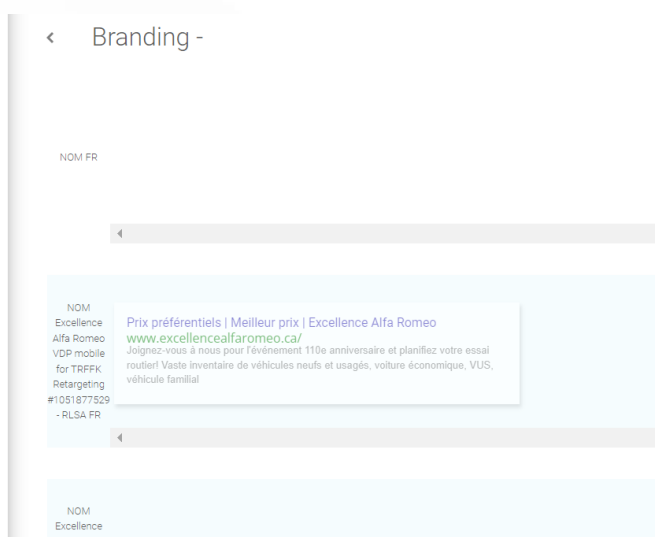 Branding -
NOM FR
NOM
Excellence
Alfa Romeo
VDP mobile
for TRFFK
Retargeting
#1051877529
- RLSA FR
Prix préférentiels | Meilleur prix | Excellence Alfa Romeo
www.excellencealfaromeo.ca/
Joignez-vous à nous pour l'événement 110e anniversaire et planifiez votre essai
routier! Vaste inventaire de véhicules neufs et usagés, voiture économique, VUS,
véhicule familial
NOM
Excellence